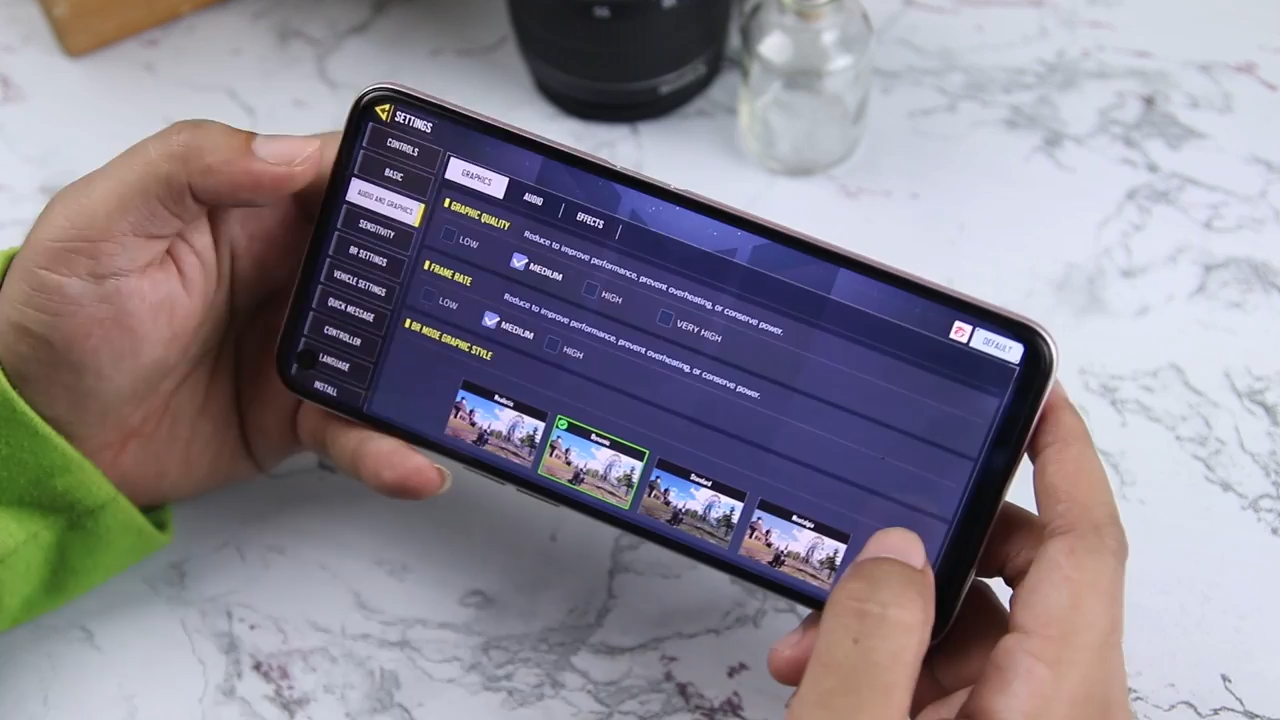 SETTINGS
CONTROLS
BASIC
AUDIO AND GRAPHICS
SENSITIVITY
BR SETTINGS
VEHICLE SETTINGS
QUICK MESSAGE
CONTROLLER
LANGUAGE
INSTALL
GRAPHICS
AUDIO
EFFECTS
GRAPHIC QUALITY
Reduce to improve performance, prevent overheating, or conserve power.
LOW
MEDIUM
HIGH
VERY HIGH
FRAME RATE
Reduce to improve performance, prevent overheating, or conserve power.
LOW
MEDIUM
HIGH
BR MODE GRAPHIC STYLE
Realistic
Dynamic
Standard
Nostalgia
DEFAULT